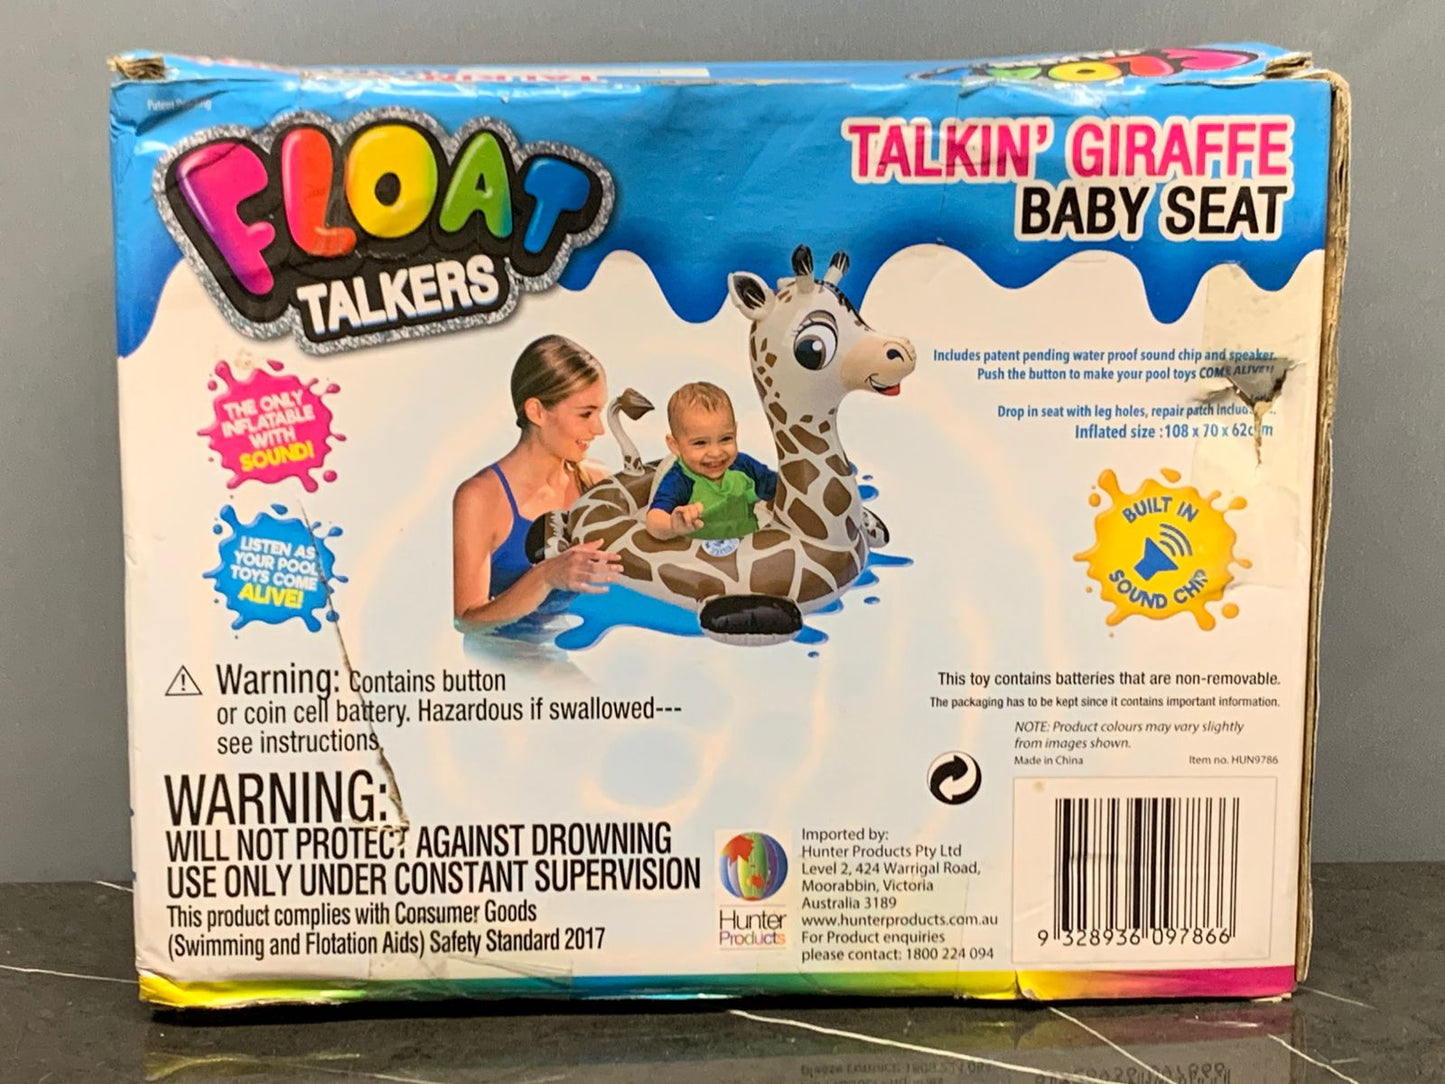 Patent Pending
FLOAT
TALKERS
TALKIN' GIRAFFE
BABY SEAT
THE ONLY
INFLATABLE
WITH
SOUND!
LISTEN AS
YOUR POOL
TOYS COME
ALIVE!
Includes patent pending water proof sound chip and speaker.
Push the button to make your pool toys COME ALIVE!!
Drop in seat with leg holes, repair patch
Inflated size :108 x 70 x 62cm
BUILT IN
SOUND CHIP
Warning: Contains button
or coin cell battery. Hazardous if swallowed---
see instructions.
WARNING:
WILL NOT PROTECT AGAINST DROWNING
USE ONLY UNDER CONSTANT SUPERVISION
This product complies with Consumer Goods
(Swimming and Flotation Aids) Safety Standard 2017
This toy contains batteries that are non-removable.
The packaging has to be kept since it contains important information.
NOTE: Product colours may vary slightly
from images shown.
Made in China Item no. HUN9786
Hunter
Products
Imported by:
Hunter Products Pty Ltd
Level 2, 424 Warrigal Road,
Moorabbin, Victoria
Australia 3189
www.hunterproducts.com.au
For Product enquiries
please contact: 1800 224 094
9 328936 097866